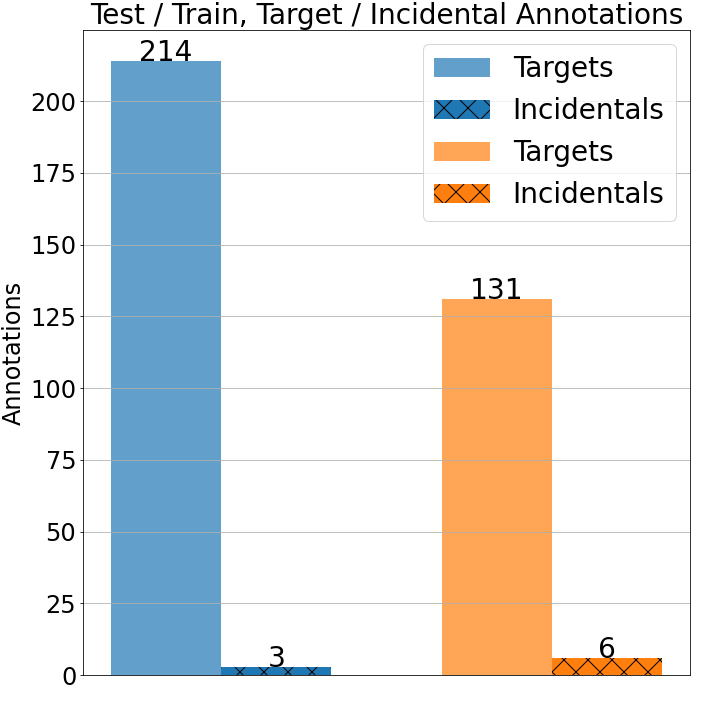 Test / Train, Target / Incidental Annotations
214
Targets
Incidentals
Targets
Incidentals
200
175
150
131
125
100
75
50
25
3
6
0
Annotations